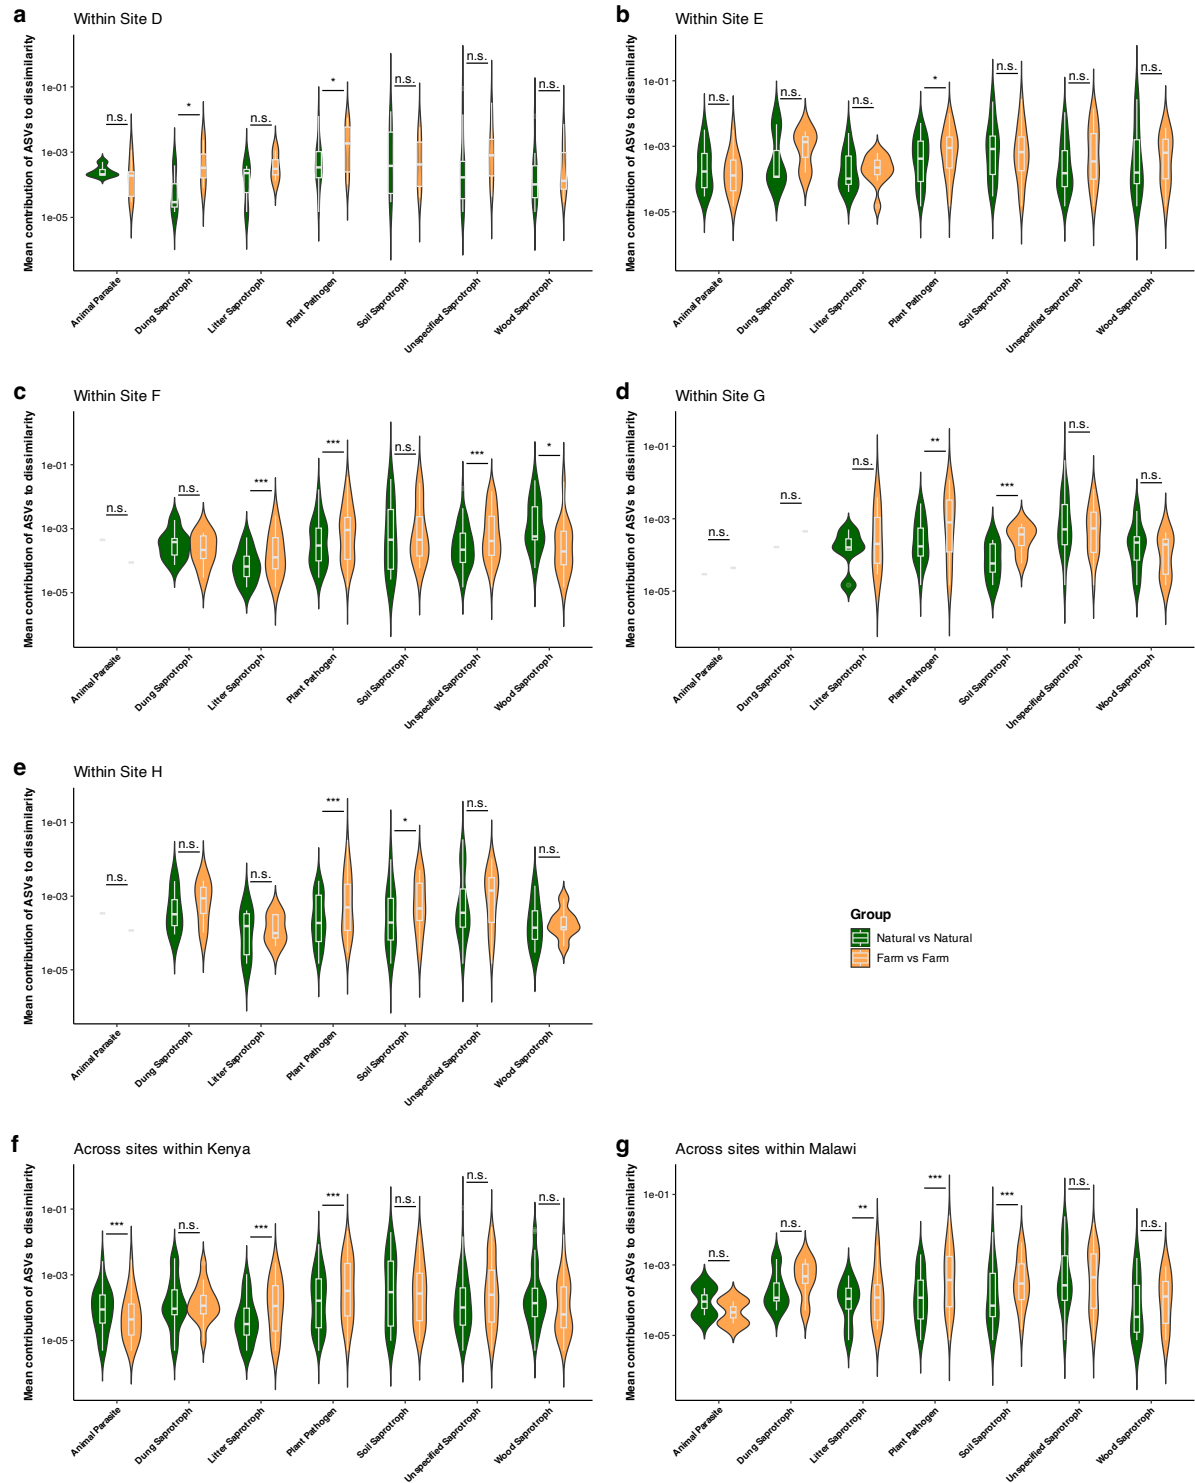 a Within Site D
Mean contribution of ASVs to dissimilarity
1e-01
1e-03
1e-05
n.s. * n.s. * n.s. n.s. n.s.
Animal Parasite
Dung Saprotroph
Litter Saprotroph
Plant Pathogen
Soil Saprotroph
Unspecified Saprotroph
Wood Saprotroph
b Within Site E
Mean contribution of ASVs to dissimilarity
1e-01
1e-03
1e-05
n.s. n.s. n.s. * n.s. n.s. n.s.
Animal Parasite
Dung Saprotroph
Litter Saprotroph
Plant Pathogen
Soil Saprotroph
Unspecified Saprotroph
Wood Saprotroph
c Within Site F
Mean contribution of ASVs to dissimilarity
1e-01
1e-03
1e-05
n.s. n.s. *** *** n.s. *** *
Animal Parasite
Dung Saprotroph
Litter Saprotroph
Plant Pathogen
Soil Saprotroph
Unspecified Saprotroph
Wood Saprotroph
d Within Site G
Mean contribution of ASVs to dissimilarity
1e-01
1e-03
1e-05
n.s. n.s. n.s. ** *** n.s. n.s.
Animal Parasite
Dung Saprotroph
Litter Saprotroph
Plant Pathogen
Soil Saprotroph
Unspecified Saprotroph
Wood Saprotroph
e Within Site H
Mean contribution of ASVs to dissimilarity
1e-01
1e-03
1e-05
n.s. n.s. n.s. *** * n.s. n.s.
Animal Parasite
Dung Saprotroph
Litter Saprotroph
Plant Pathogen
Soil Saprotroph
Unspecified Saprotroph
Wood Saprotroph
Group
Natural vs Natural
Farm vs Farm
f Across sites within Kenya
Mean contribution of ASVs to dissimilarity
1e-01
1e-03
1e-05
*** n.s. *** *** n.s. n.s. n.s.
Animal Parasite
Dung Saprotroph
Litter Saprotroph
Plant Pathogen
Soil Saprotroph
Unspecified Saprotroph
Wood Saprotroph
g Across sites within Malawi
Mean contribution of ASVs to dissimilarity
1e-01
1e-03
1e-05
n.s. n.s. ** *** *** n.s. n.s.
Animal Parasite
Dung Saprotroph
Litter Saprotroph
Plant Pathogen
Soil Saprotroph
Unspecified Saprotroph
Wood Saprotroph